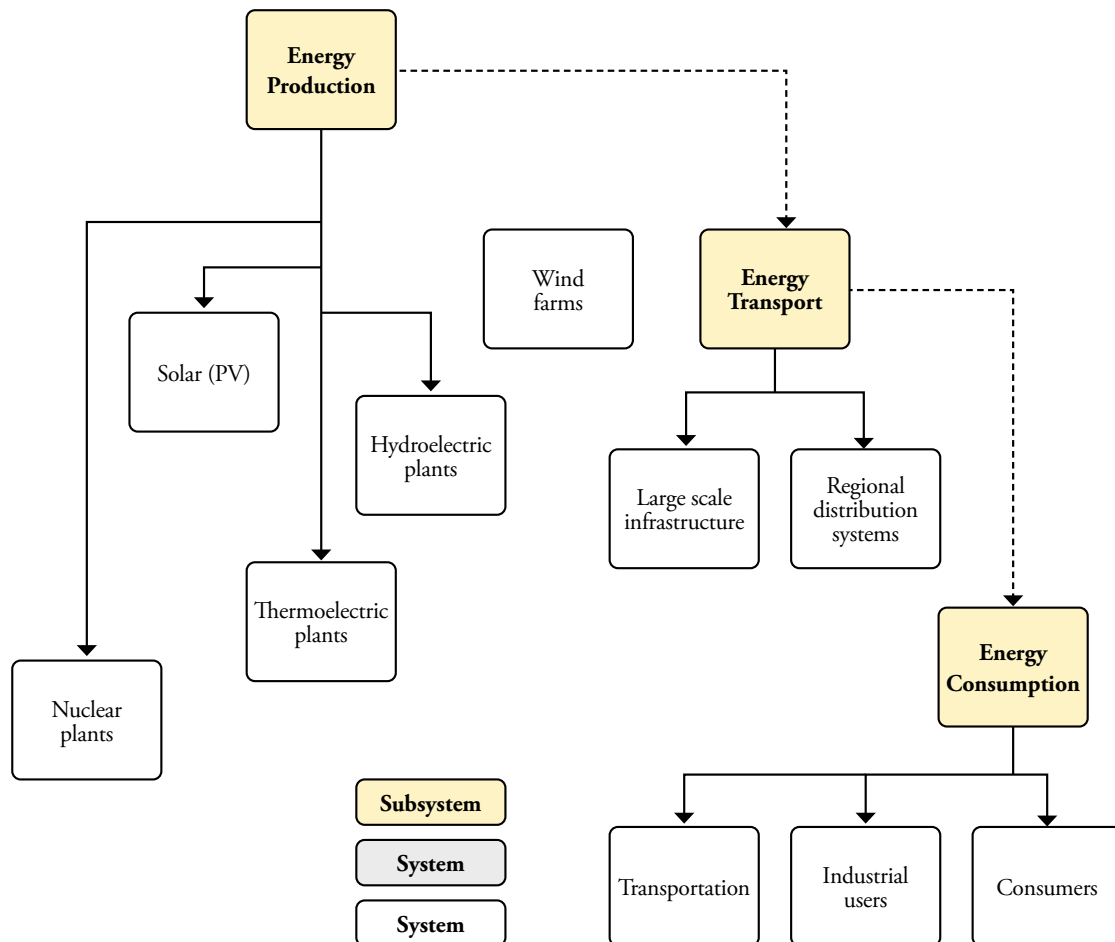 Energy
Production
Wind
farms
Energy
Transport
Solar (PV)
Hydroelectric
plants
Large scale
infrastructure
Regional
distribution
systems
Thermoelectric
plants
Energy
Consumption
Nuclear
plants
Subsystem
System
System
Transportation
Industrial
users
Consumers